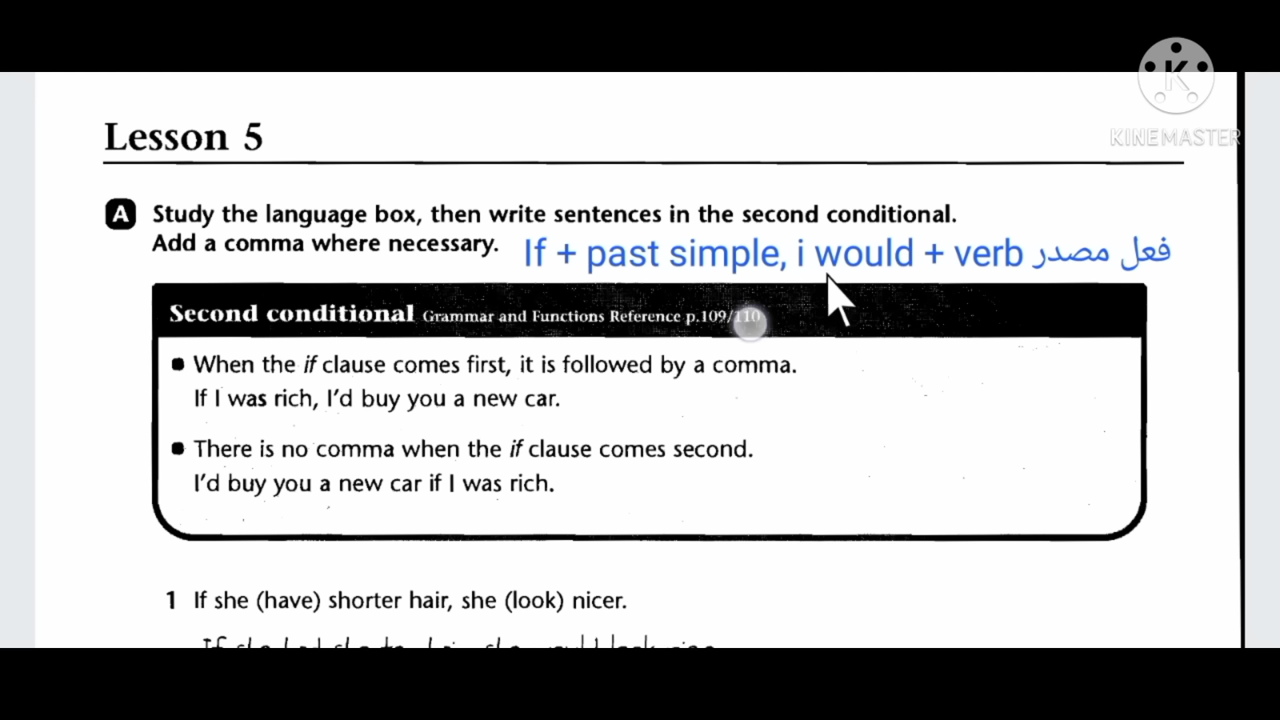 KINEMASTER
Lesson 5
A Study the language box, then write sentences in the second conditional.
Add a comma where necessary.
If + past simple, i would + verb فعل مصدر
Second conditional Grammar and Functions Reference p.109/110
When the if clause comes first, it is followed by a comma.
If I was rich, I'd buy you a new car.
There is no comma when the if clause comes second.
I'd buy you a new car if I was rich.
1 If she (have) shorter hair, she (look) nicer.